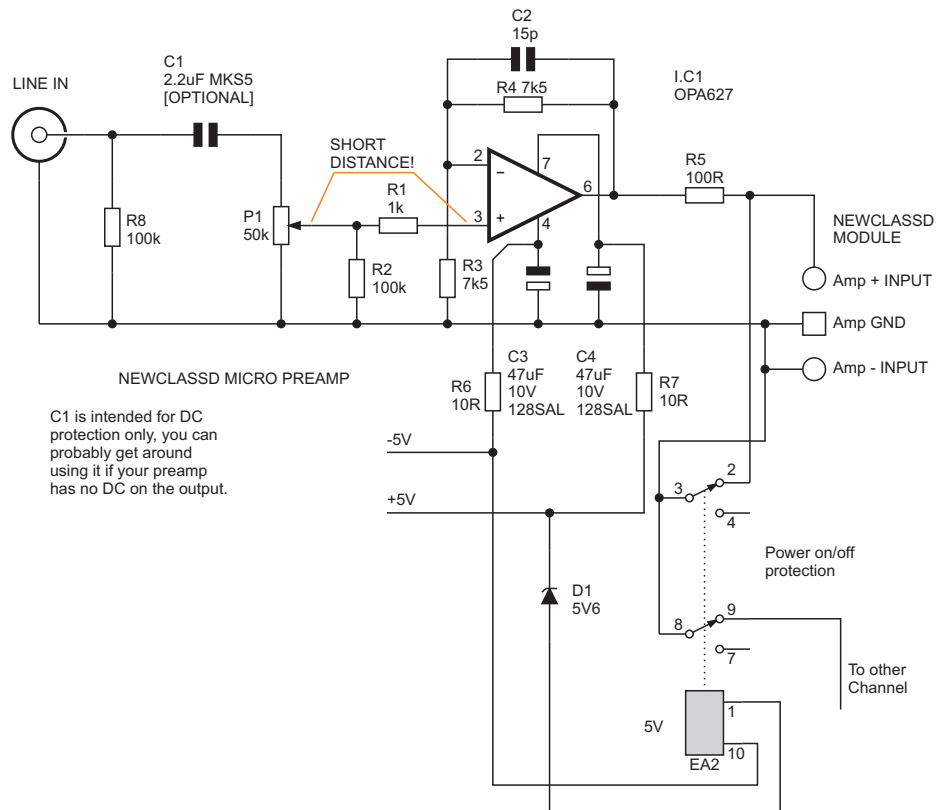 C2
15p
C1
2.2uF MKS5
[OPTIONAL]
LINE IN
R4 7k5
I.C1
OPA627
SHORT
DISTANCE!
2
−
7
6
R5
100R
R1
1k
3
+
4
R8
100k
P1
50k
R2
100k
R3
7k5
NEWCLASSD
MODULE
Amp + INPUT
Amp GND
Amp - INPUT
NEWCLASSD MICRO PREAMP
C3
47uF
10V
128SAL
C4
47uF
10V
128SAL
R6
10R
R7
10R
C1 is intended for DC
protection only, you can
probably get around
using it if your preamp
has no DC on the output.
-5V
+5V
2
3
4
Power on/off
protection
D1
5V6
9
8
7
To other
Channel
5V
1
10
EA2